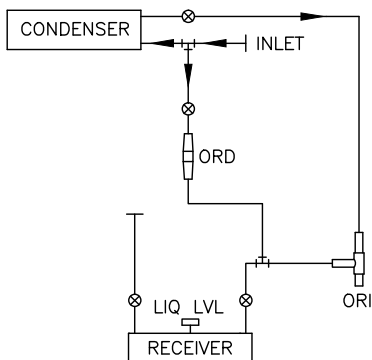 CONDENSER
INLET
ORD
LIQ LVL
ORI
RECEIVER